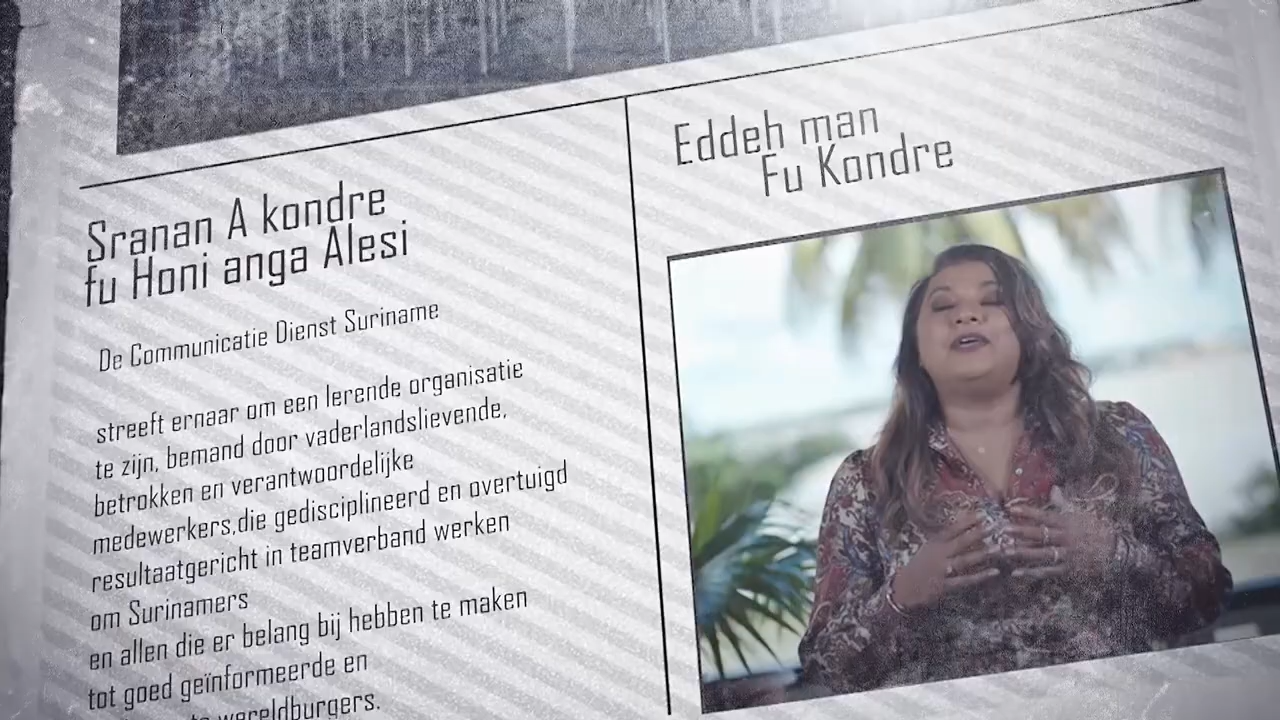 Sranan A kondre
fu Honi anga Alesi
De Communicatie Dienst Suriname
streeft ernaar om een lerende organisatie
te zijn, bemand door vaderlandslievende,
betrokken en verantwoordelijke
medewerkers,die gedisciplineerd en overtuigd
resultaatgericht in teamverband werken
om Surinamers
en allen die er belang bij hebben te maken
tot goed geïnformeerde en
wereldburgers.
Eddeh man
Fu Kondre